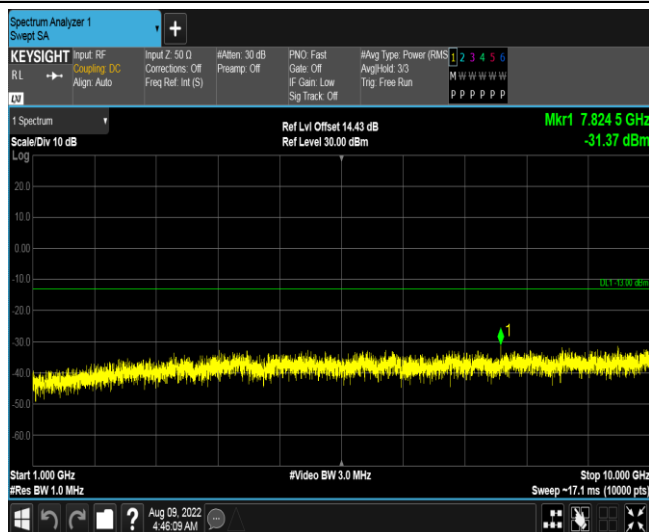 Spectrum Analyzer 1
Swept SA
+
KEYSIGHT
RL
LXI
Input: RF
Coupling: DC
Align: Auto
Input Z: 50 Ω
Corrections: Off
Freq Ref: Int (S)
#Atten: 30 dB
Preamp: Off
PNO: Fast
Gate: Off
IF Gain: Low
Sig Track: Off
#Avg Type: Power (RMS
Avg|Hold: 3/3
Trig: Free Run
1 2 3 4 5 6
M W W W W W
P P P P P P
1 Spectrum
Scale/Div 10 dB
Log
Ref Lvl Offset 14.43 dB
Ref Level 30.00 dBm
Mkr1 7.824 5 GHz
-31.37 dBm
20.0
10.0
0.00
-10.0
-20.0
-30.0
-40.0
-50.0
-60.0
DL1 -13.00 dBm
1
Start 1.000 GHz
#Res BW 1.0 MHz
#Video BW 3.0 MHz
Stop 10.000 GHz
Sweep ~17.1 ms (10000 pts)
?
Aug 09, 2022
4:46:09 AM